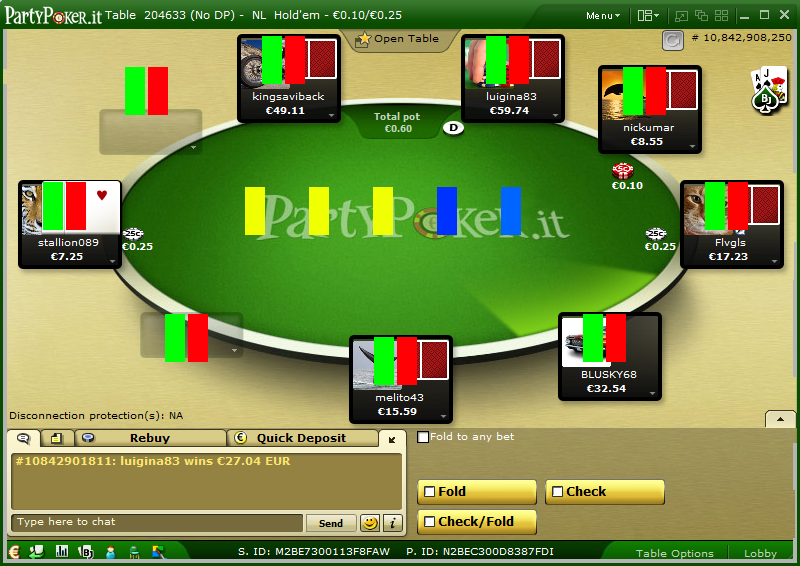 PartyPoker.it Table 204633 (No DP) - NL Hold'em - €0.10/€0.25
Menu
Open Table
# 10,842,908,250
A
J
BJ
kingsaviback
€49.11
luigina83
€59.74
nickumar
€8.55
Total pot
€0.60
D
50
€0.10
stallion089
€7.25
25C
€0.25
PartyPoker.it
25C
€0.25
Flvgls
€17.23
melito43
€15.59
BLUSKY68
€32.54
Disconnection protection(s): NA
Rebuy
€ Quick Deposit
Fold to any bet
#10842901811: luigina83 wins €27.04 EUR
Fold
Check
Check/Fold
Type here to chat
Send
i
S. ID: M2BE7300113F8FAW P. ID: N2BEC300D8387FDI
Table Options
Lobby